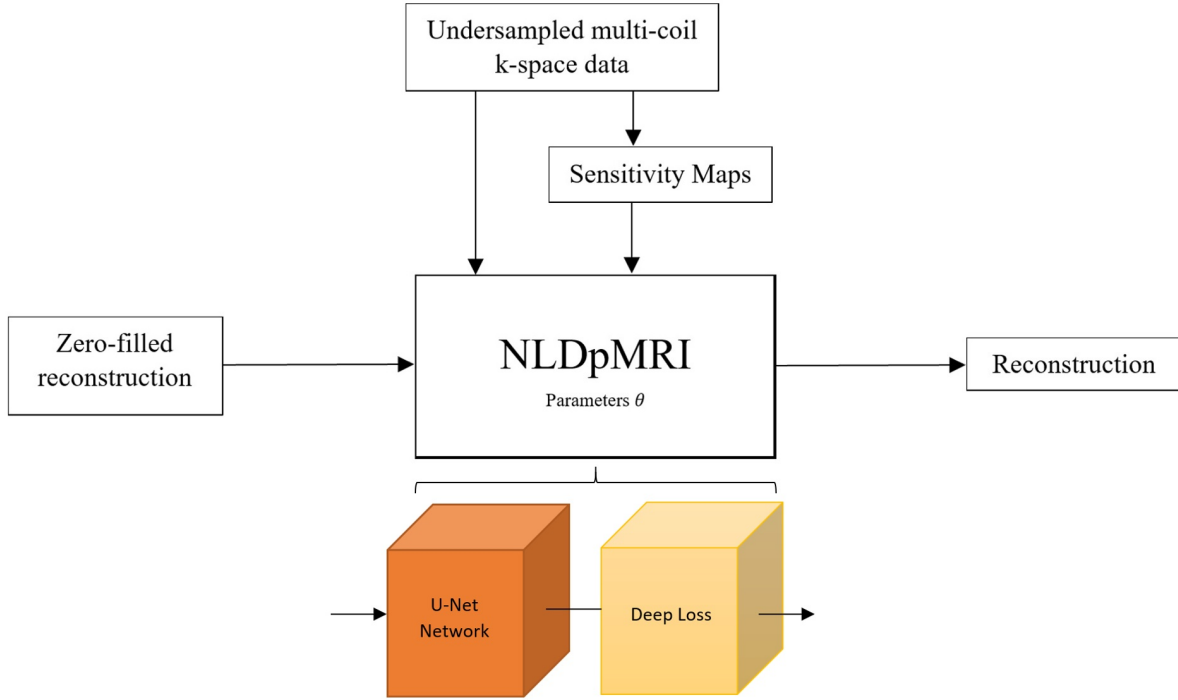 Undersampled multi-coil
k-space data
Sensitivity Maps
Zero-filled
reconstruction
NLDpMRI
Parameters θ
Reconstruction
U-Net
Network
Deep Loss